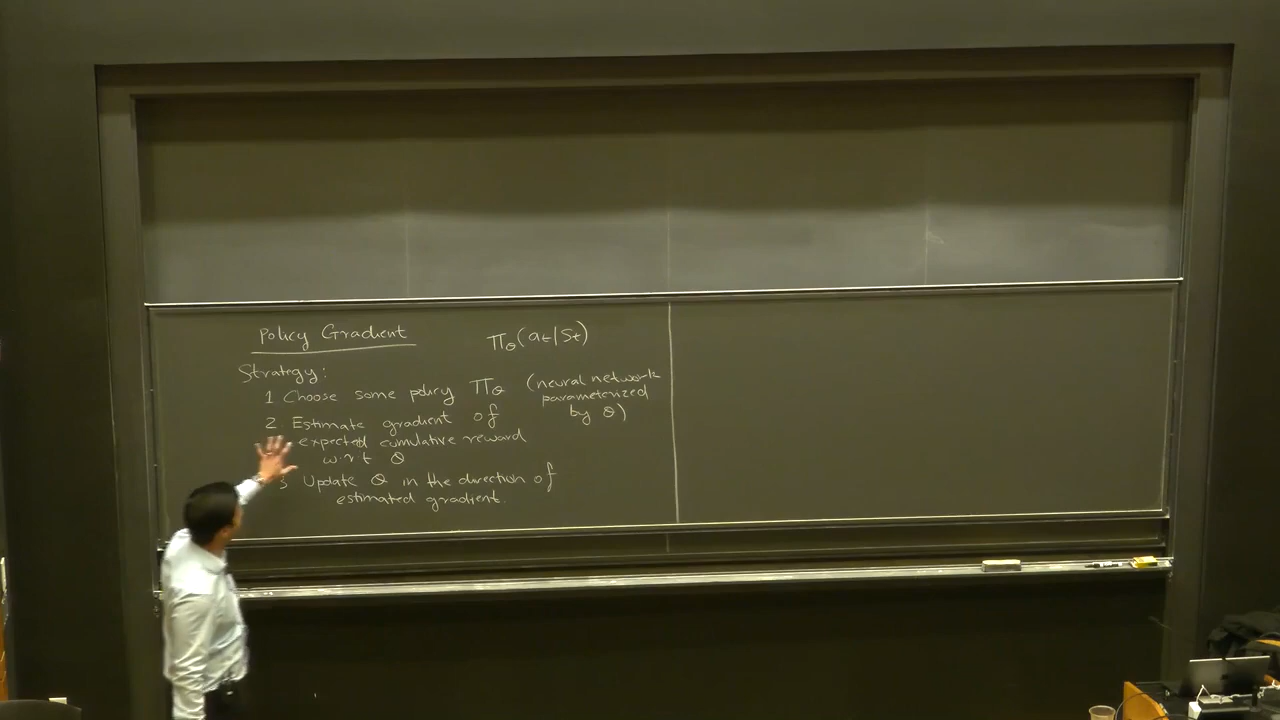 Policy Gradient
πθ(at|St)
Strategy:
1 Choose some policy πθ (neural network
parameterized
by θ)
2. Estimate gradient of
expected cumulative reward
w.r.t θ
3 Update θ in the direction of
estimated gradient.